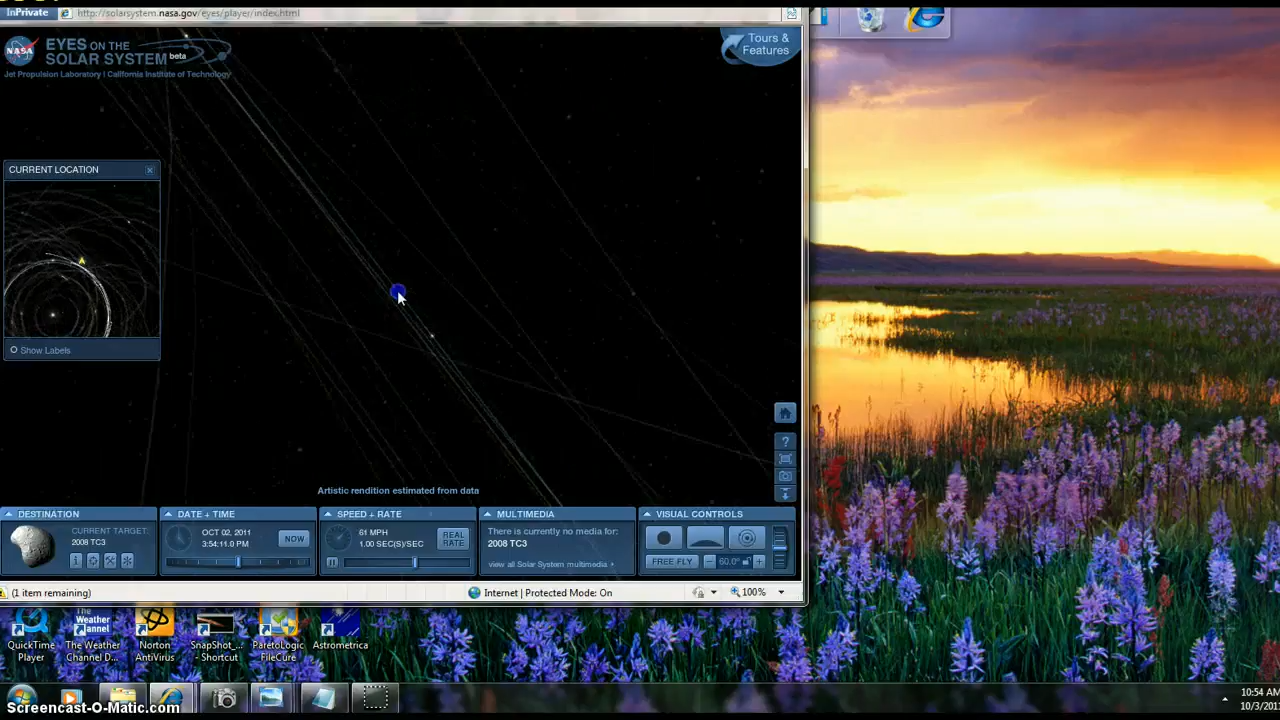 InPrivate
http://solarsystem.nasa.gov/eyes/player/index.html
NASA
EYES ON THE
SOLAR SYSTEM beta
Jet Propulsion Laboratory | California Institute of Technology
Tours &
Features
CURRENT LOCATION
Show Labels
Artistic rendition estimated from data
DESTINATION
CURRENT TARGET:
2008 TC3
DATE + TIME
OCT 02, 2011
3:54:11.0 PM
NOW
SPEED + RATE
61 MPH
1.00 SEC(S)/SEC
REAL
RATE
MULTIMEDIA
There is currently no media for:
2008 TC3
view all Solar System multimedia
VISUAL CONTROLS
FREE FLY
60.0°
(1 item remaining)
Internet | Protected Mode: On
100%
QuickTime
Player
The Weather
Channel D...
Norton
AntiVirus
SnapShot_...
- Shortcut
ParetoLogic
FileCure
Astrometrica
Screencast-O-Matic.com
10:54 AM